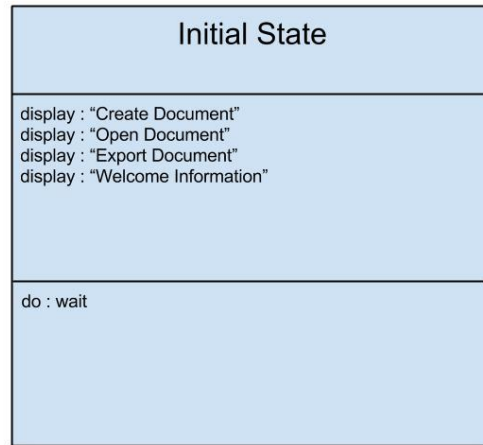 Initial State
display : “Create Document”
display : “Open Document”
display : “Export Document”
display : “Welcome Information”
do : wait